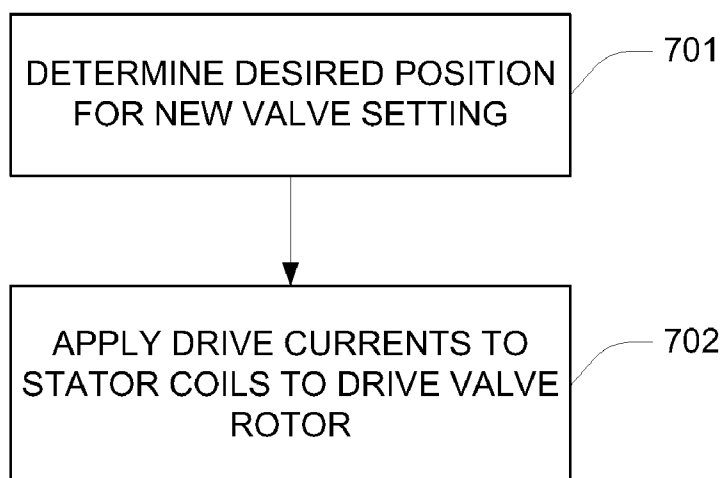 DETERMINE DESIRED POSITION
FOR NEW VALVE SETTING
701
APPLY DRIVE CURRENTS TO
STATOR COILS TO DRIVE VALVE
ROTOR
702